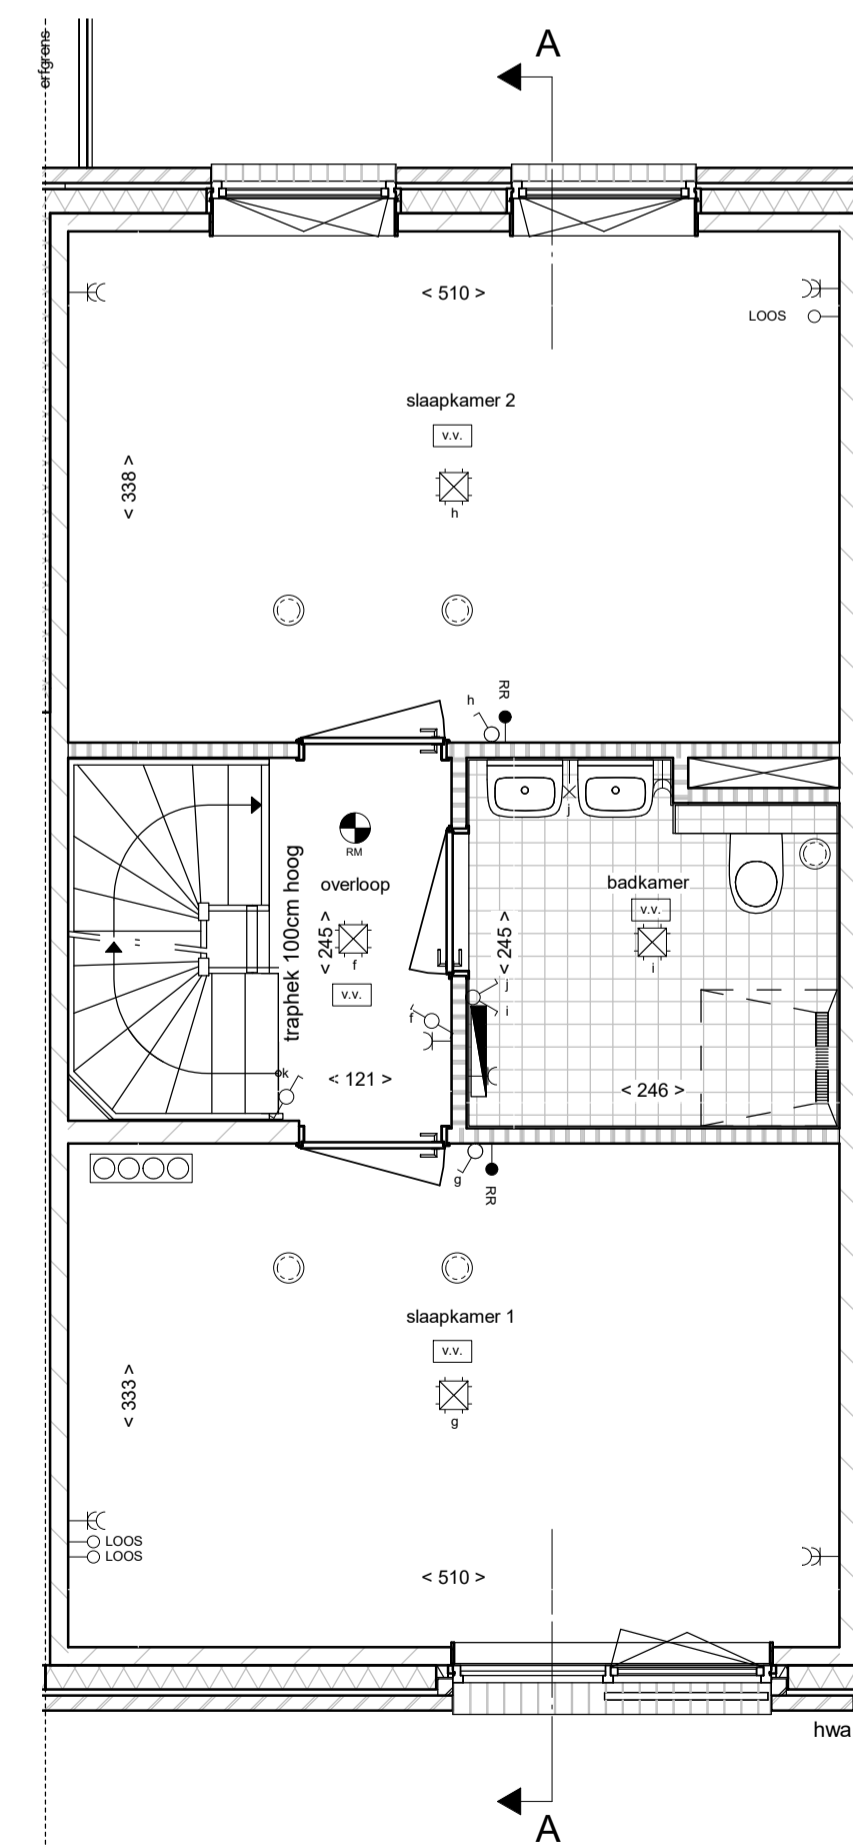 erfgrens
A
< 510 >
LOOS
slaapkamer 2
v.v.
< 338 >
h
h
RR
j
RM
traphek 100cm hoog
overloop
< 245 >
f
v.v.
f
< 121 >
ok
badkamer
v.v.
i
< 245 >
j
i
< 246 >
g
RR
slaapkamer 1
v.v.
< 333 >
g
LOOS
LOOS
< 510 >
hwa
A